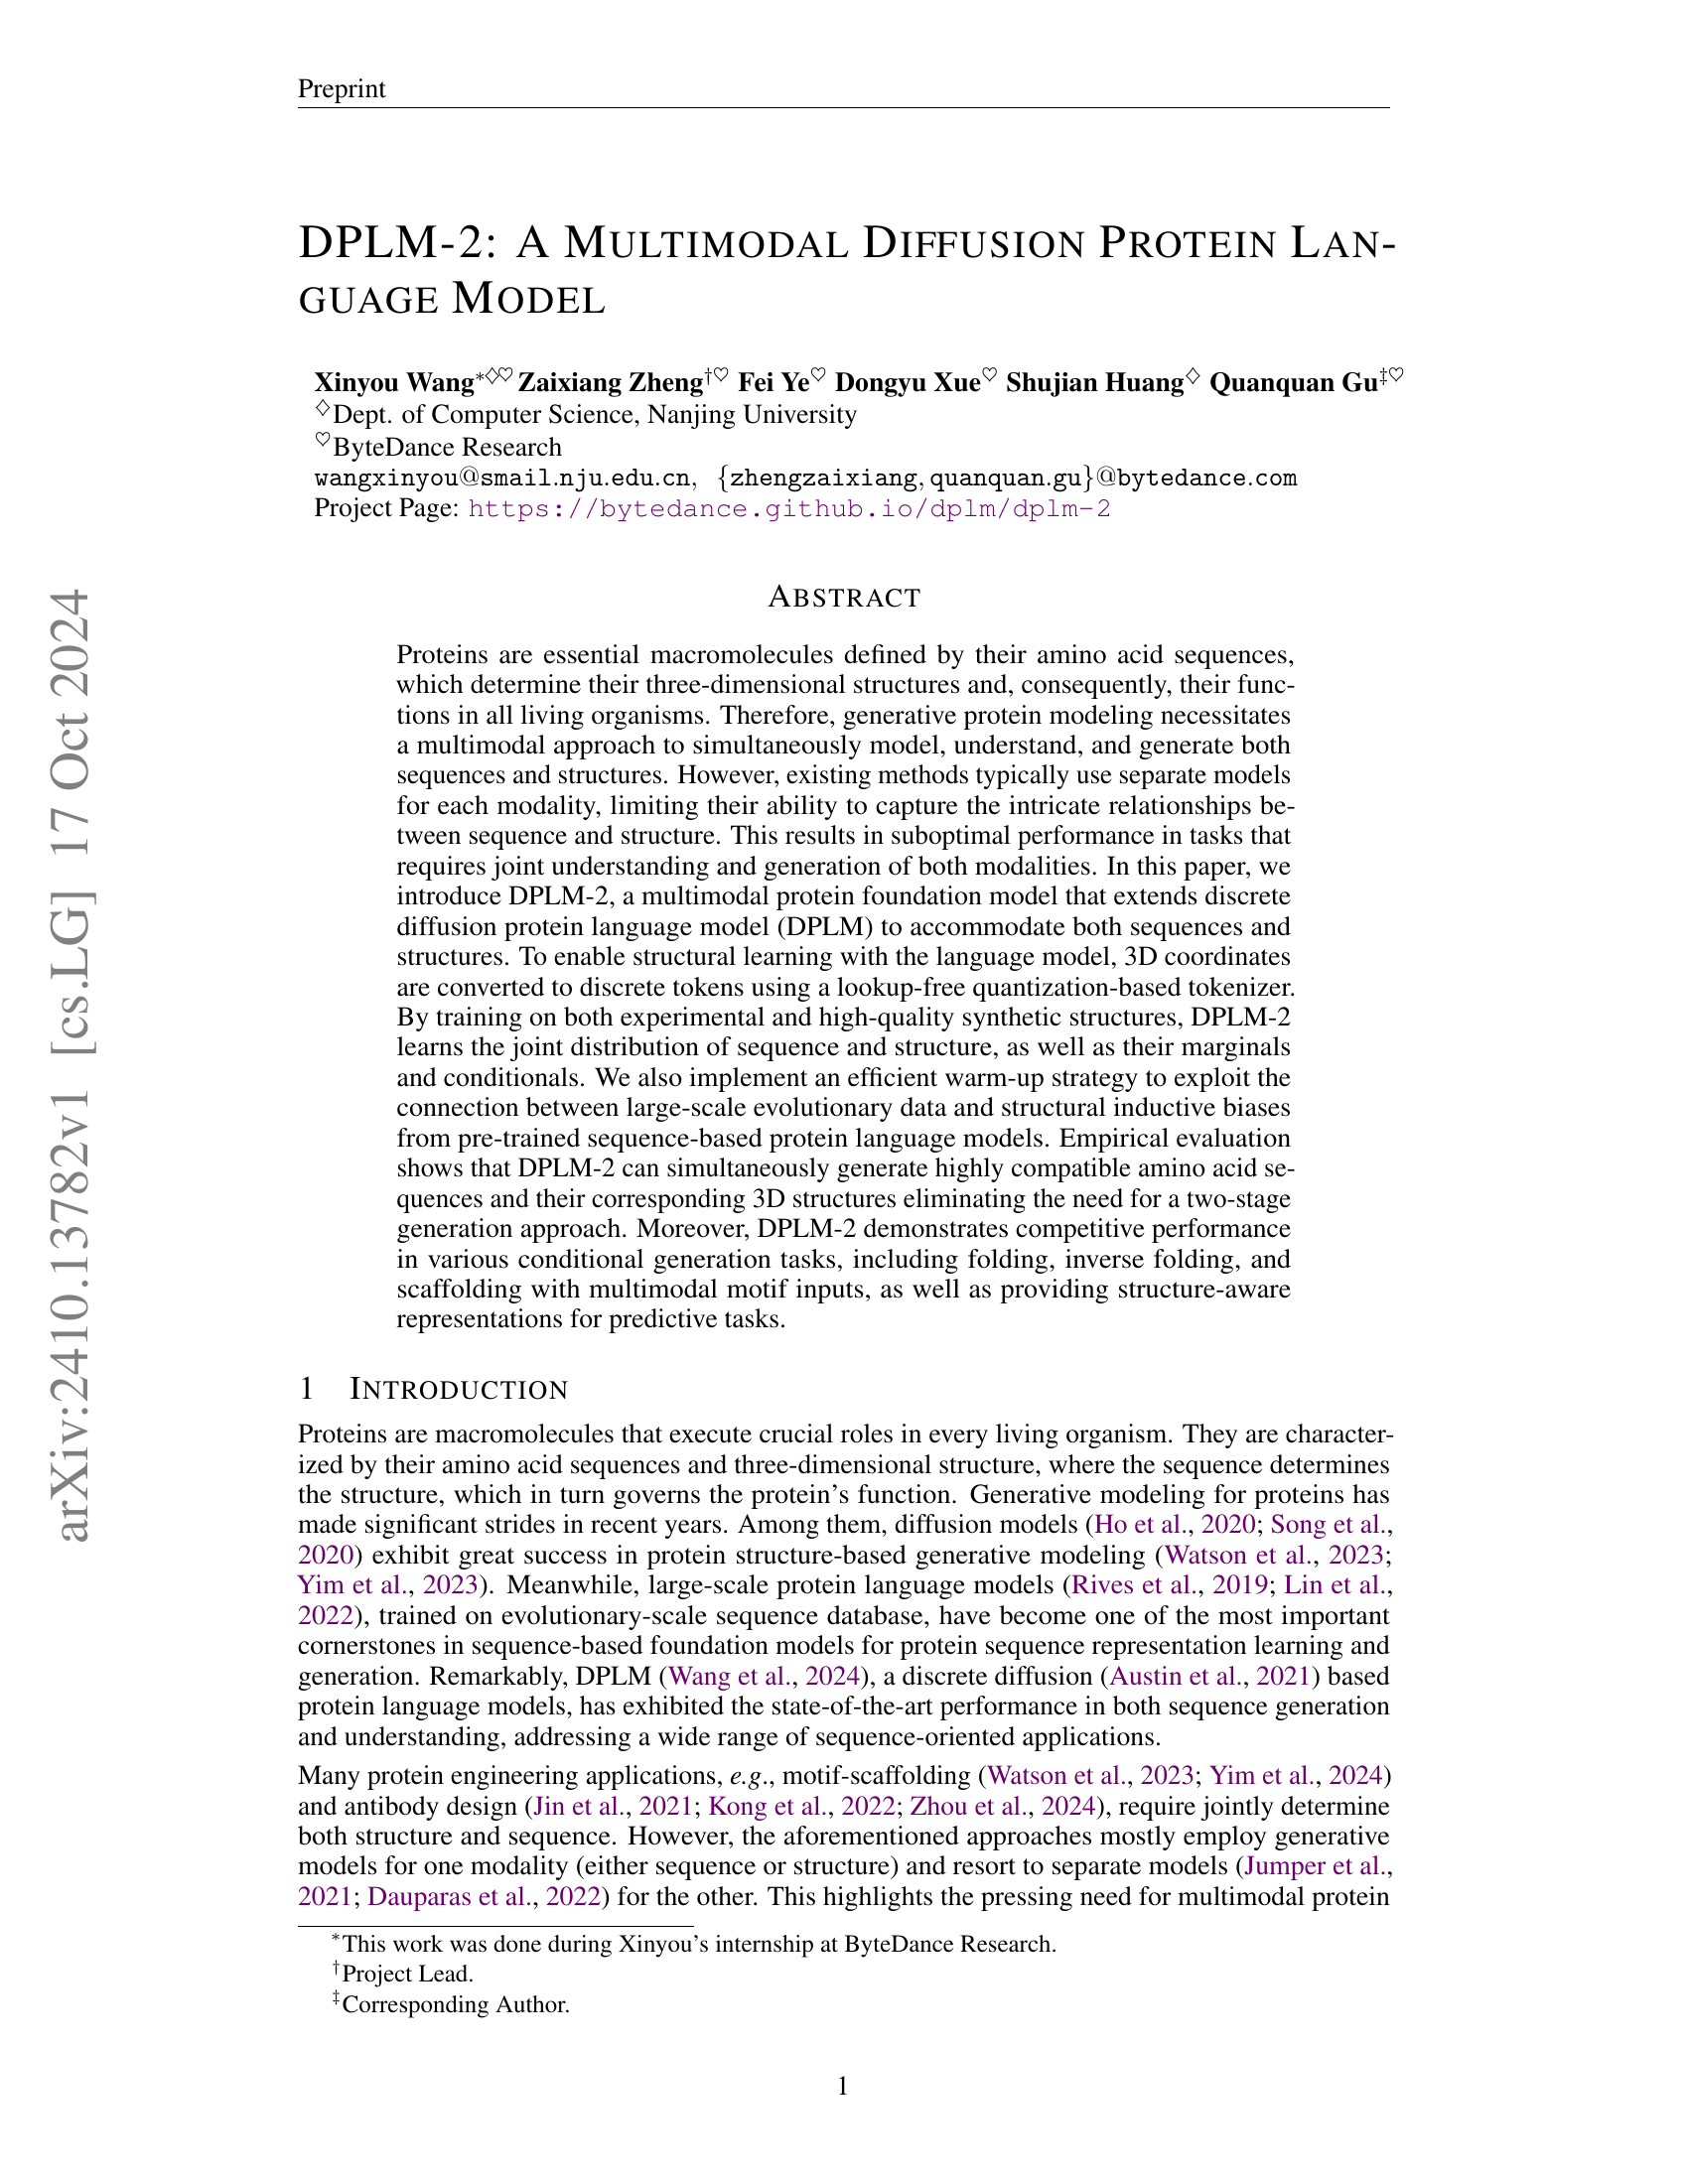 Preprint
DPLM-2: A MULTIMODAL DIFFUSION PROTEIN LAN-
GUAGE MODEL
Xinyou Wang*♢♡ Zaixiang Zheng†♡ Fei Ye♡ Dongyu Xue♡ Shujian Huang♢ Quanquan Gu‡♡
♢Dept. of Computer Science, Nanjing University
♡ByteDance Research
wangxinyou@smail.nju.edu.cn, {zhengzaixiang,quanquan.gu}@bytedance.com
Project Page: https://bytedance.github.io/dplm/dplm-2
ABSTRACT
Proteins are essential macromolecules defined by their amino acid sequences,
which determine their three-dimensional structures and, consequently, their func-
tions in all living organisms. Therefore, generative protein modeling necessitates
a multimodal approach to simultaneously model, understand, and generate both
sequences and structures. However, existing methods typically use separate models
for each modality, limiting their ability to capture the intricate relationships be-
tween sequence and structure. This results in suboptimal performance in tasks that
requires joint understanding and generation of both modalities. In this paper, we
introduce DPLM-2, a multimodal protein foundation model that extends discrete
diffusion protein language model (DPLM) to accommodate both sequences and
structures. To enable structural learning with the language model, 3D coordinates
are converted to discrete tokens using a lookup-free quantization-based tokenizer.
By training on both experimental and high-quality synthetic structures, DPLM-2
learns the joint distribution of sequence and structure, as well as their marginals
and conditionals. We also implement an efficient warm-up strategy to exploit the
connection between large-scale evolutionary data and structural inductive biases
from pre-trained sequence-based protein language models. Empirical evaluation
shows that DPLM-2 can simultaneously generate highly compatible amino acid se-
quences and their corresponding 3D structures eliminating the need for a two-stage
generation approach. Moreover, DPLM-2 demonstrates competitive performance
in various conditional generation tasks, including folding, inverse folding, and
scaffolding with multimodal motif inputs, as well as providing structure-aware
representations for predictive tasks.
1 INTRODUCTION
Proteins are macromolecules that execute crucial roles in every living organism. They are character-
ized by their amino acid sequences and three-dimensional structure, where the sequence determines
the structure, which in turn governs the protein's function. Generative modeling for proteins has
made significant strides in recent years. Among them, diffusion models (Ho et al., 2020; Song et al.,
2020) exhibit great success in protein structure-based generative modeling (Watson et al., 2023;
Yim et al., 2023). Meanwhile, large-scale protein language models (Rives et al., 2019; Lin et al.,
2022), trained on evolutionary-scale sequence database, have become one of the most important
cornerstones in sequence-based foundation models for protein sequence representation learning and
generation. Remarkably, DPLM (Wang et al., 2024), a discrete diffusion (Austin et al., 2021) based
protein language models, has exhibited the state-of-the-art performance in both sequence generation
and understanding, addressing a wide range of sequence-oriented applications.
Many protein engineering applications, e.g., motif-scaffolding (Watson et al., 2023; Yim et al., 2024)
and antibody design (Jin et al., 2021; Kong et al., 2022; Zhou et al., 2024), require jointly determine
both structure and sequence. However, the aforementioned approaches mostly employ generative
models for one modality (either sequence or structure) and resort to separate models (Jumper et al.,
2021; Dauparas et al., 2022) for the other. This highlights the pressing need for multimodal protein
*This work was done during Xinyou's internship at ByteDance Research.
†Project Lead.
‡Corresponding Author.
1
arXiv:2410.13782v1 [cs.LG] 17 Oct 2024